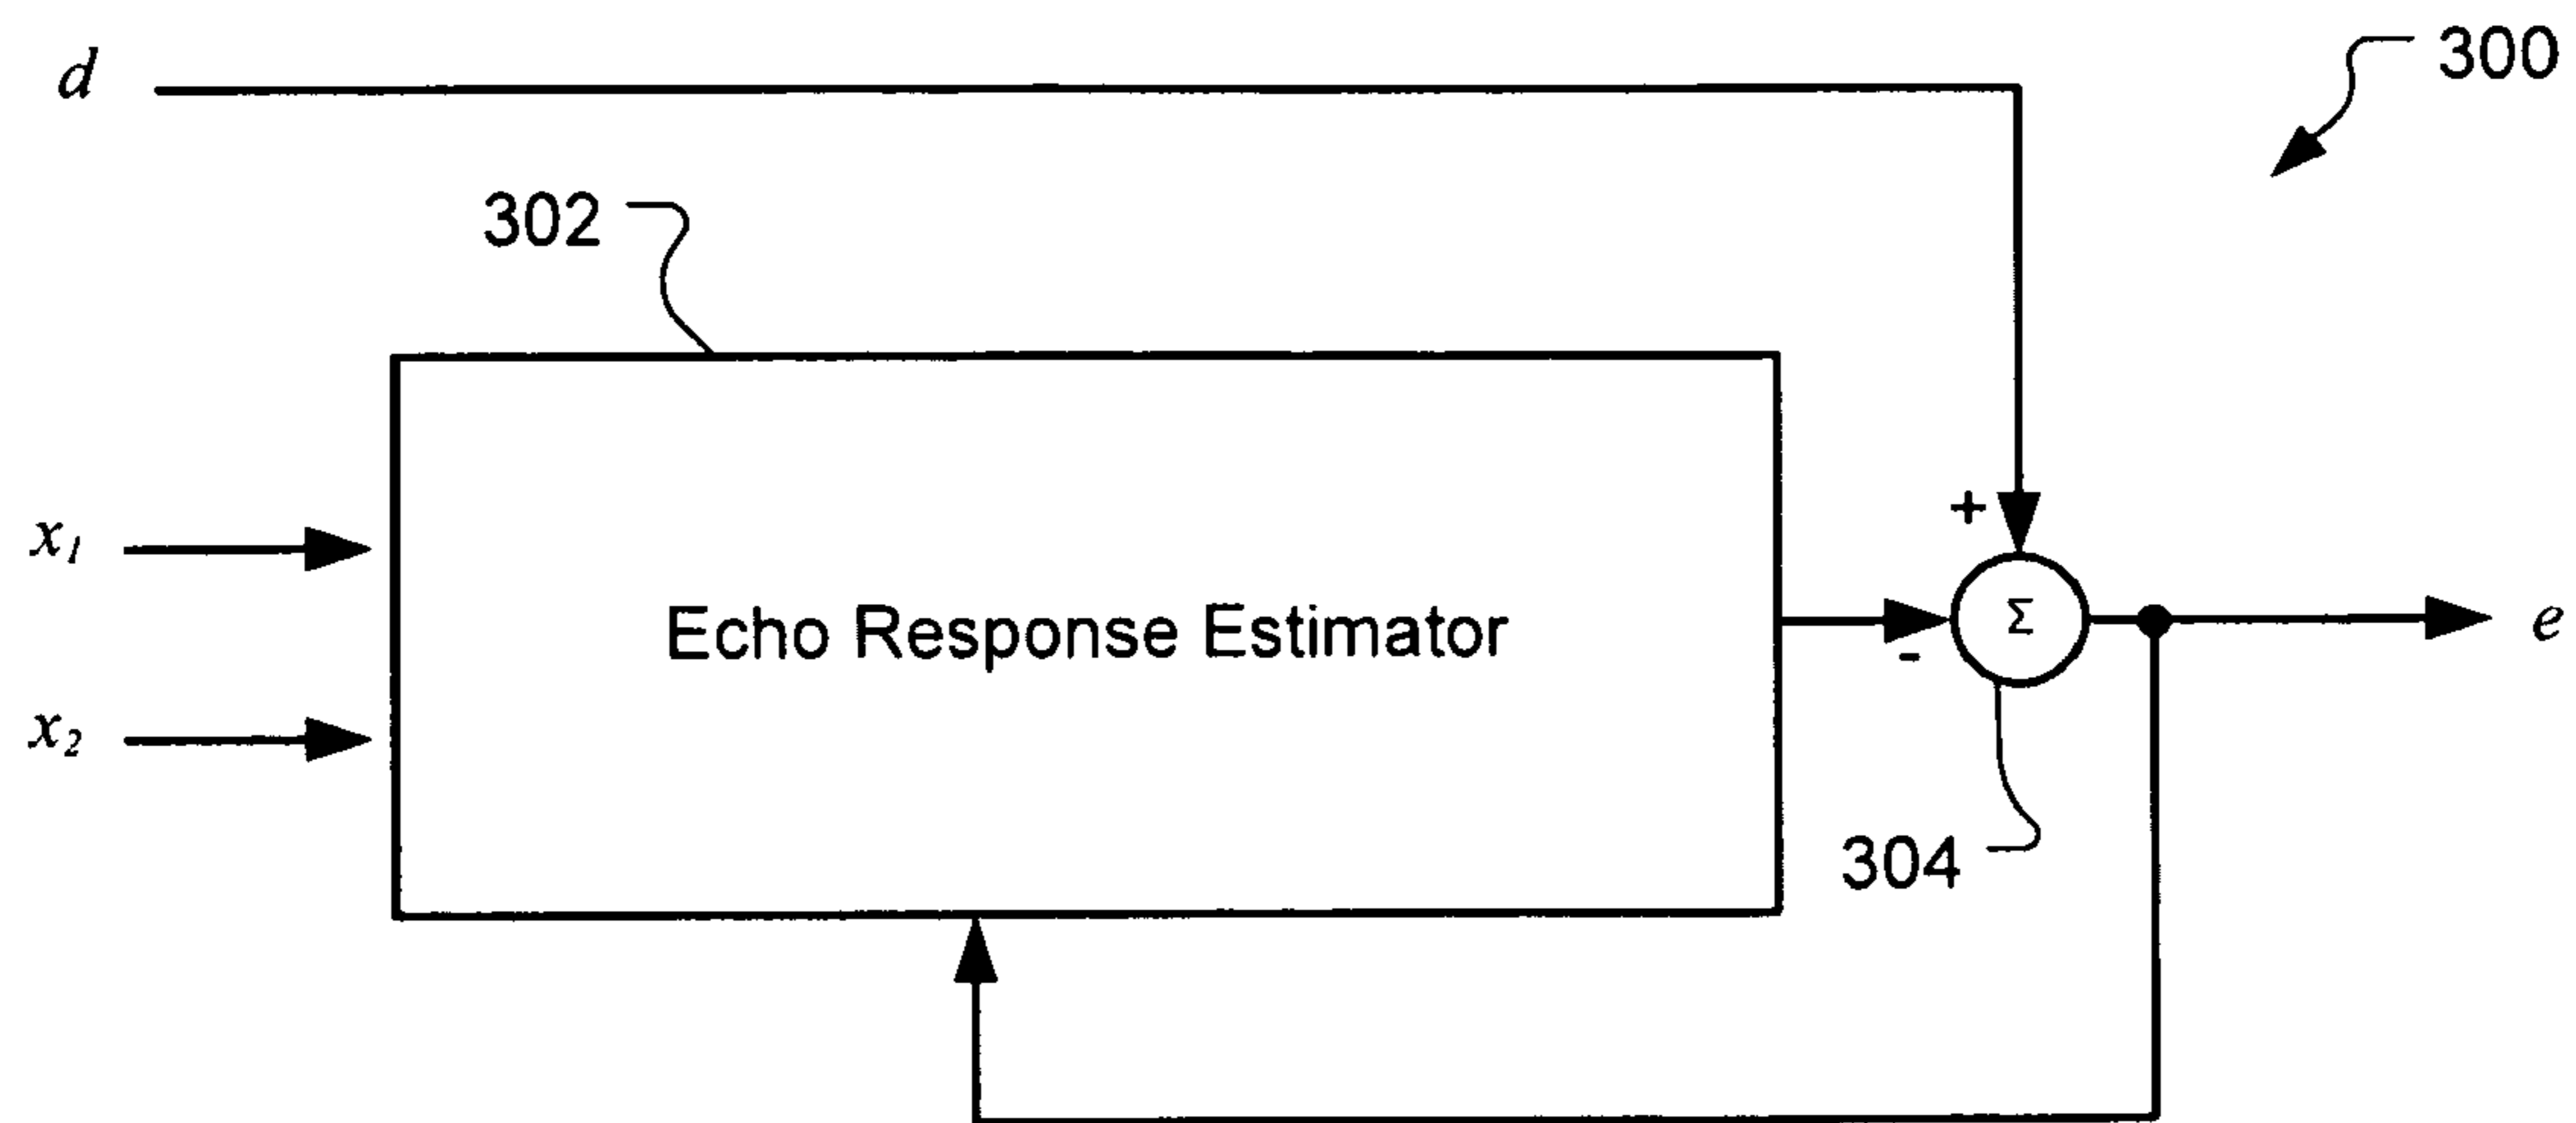 d
300
302
x₁
+
Echo Response Estimator
Σ
-
e
x₂
304